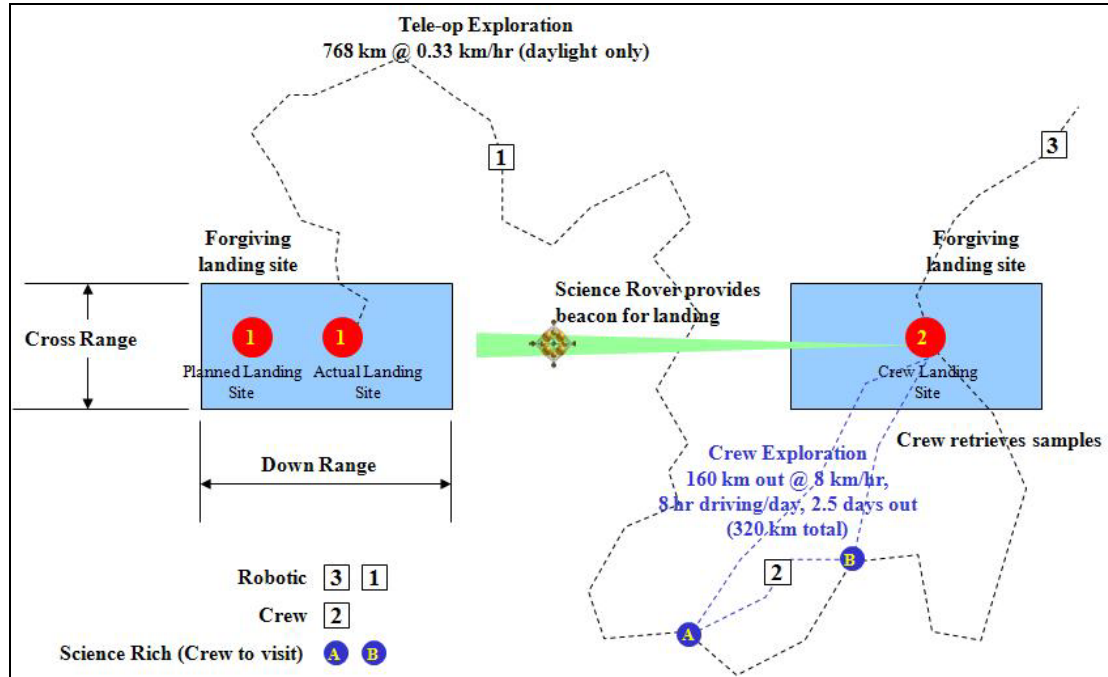 Tele-op Exploration
768 km @ 0.33 km/hr (daylight only)
1
3
Forgiving
landing site
Forgiving
landing site
Science Rover provides
beacon for landing
Cross Range
1
1
2
Planned Landing
Site
Actual Landing
Site
Crew Landing
Site
Crew retrieves samples
Down Range
Crew Exploration
160 km out @ 8 km/hr,
8 hr driving/day, 2.5 days out
(320 km total)
B
2
A
Robotic 3 1
Crew 2
Science Rich (Crew to visit) A B